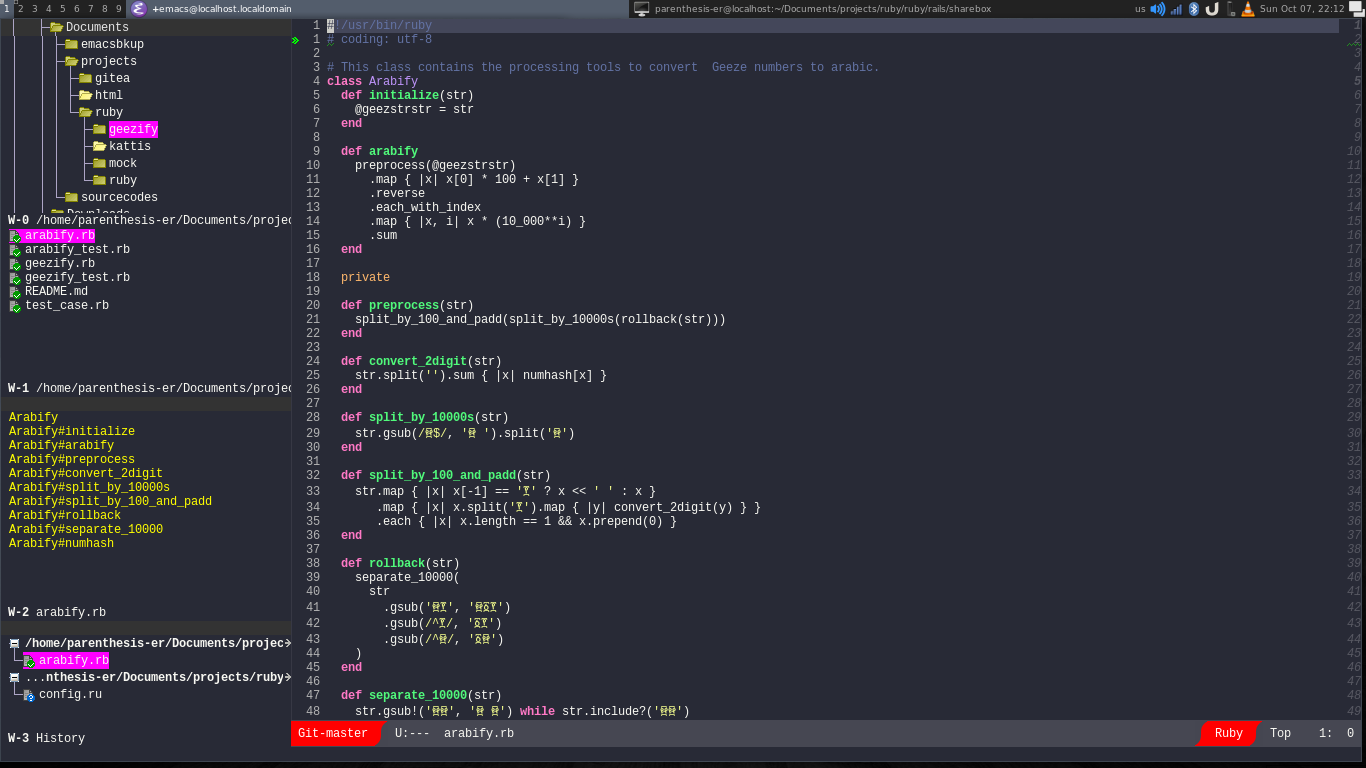 1 2 3 4 5 6 7 8 9 +emacs@localhost.localdomain parenthesis-er@localhost:~/Documents/projects/ruby/ruby/rails/sharebox us Sun Oct 07, 22:12
Documents
emacsbkup
projects
gitea
html
ruby
geezify
kattis
mock
ruby
sourcecodes
W-0 /home/parenthesis-er/Documents/projec
arabify.rb
arabify_test.rb
geezify.rb
geezify_test.rb
README.md
test_case.rb
W-1 /home/parenthesis-er/Documents/projec
Arabify
Arabify#initialize
Arabify#arabify
Arabify#preprocess
Arabify#convert_2digit
Arabify#split_by_10000s
Arabify#split_by_100_and_padd
Arabify#rollback
Arabify#separate_10000
Arabify#numhash
W-2 arabify.rb
/home/parenthesis-er/Documents/projec
arabify.rb
...nthesis-er/Documents/projects/ruby
config.ru
W-3 History
1 #!/usr/bin/ruby
1 # coding: utf-8
2
3 # This class contains the processing tools to convert  Geeze numbers to arabic.
4 class Arabify
5   def initialize(str)
6     @geezstrstr = str
7   end
8
9   def arabify
10     preprocess(@geezstrstr)
11       .map { |x| x[0] * 100 + x[1] }
12       .reverse
13       .each_with_index
14       .map { |x, i| x * (10_000**i) }
15       .sum
16   end
17
18   private
19
20   def preprocess(str)
21     split_by_100_and_padd(split_by_10000s(rollback(str)))
22   end
23
24   def convert_2digit(str)
25     str.split('').sum { |x| numhash[x] }
26   end
27
28   def split_by_10000s(str)
29     str.gsub(/፼$/, '፼ ').split('፼')
30   end
31
32   def split_by_100_and_padd(str)
33     str.map { |x| x[-1] == '፻' ? x << ' ' : x }
34        .map { |x| x.split('፻').map { |y| convert_2digit(y) } }
35        .each { |x| x.length == 1 && x.prepend(0) }
36   end
37
38   def rollback(str)
39     separate_10000(
40       str
41         .gsub('፼፻', '፼፩፻')
42         .gsub(/^፻/, '፩፻')
43         .gsub(/^፼/, '፩፼')
44     )
45   end
46
47   def separate_10000(str)
48     str.gsub!('፼፼', '፼ ፼') while str.include?('፼፼')
Git-master U:--- arabify.rb Ruby Top 1: 0